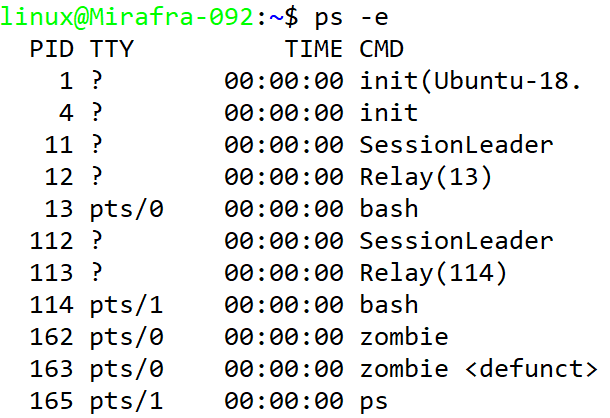 linux@Mirafra-092:~$ ps -e
PID TTY TIME CMD
1 ? 00:00:00 init(Ubuntu-18.
4 ? 00:00:00 init
11 ? 00:00:00 SessionLeader
12 ? 00:00:00 Relay(13)
13 pts/0 00:00:00 bash
112 ? 00:00:00 SessionLeader
113 ? 00:00:00 Relay(114)
114 pts/1 00:00:00 bash
162 pts/0 00:00:00 zombie
163 pts/0 00:00:00 zombie <defunct>
165 pts/1 00:00:00 ps